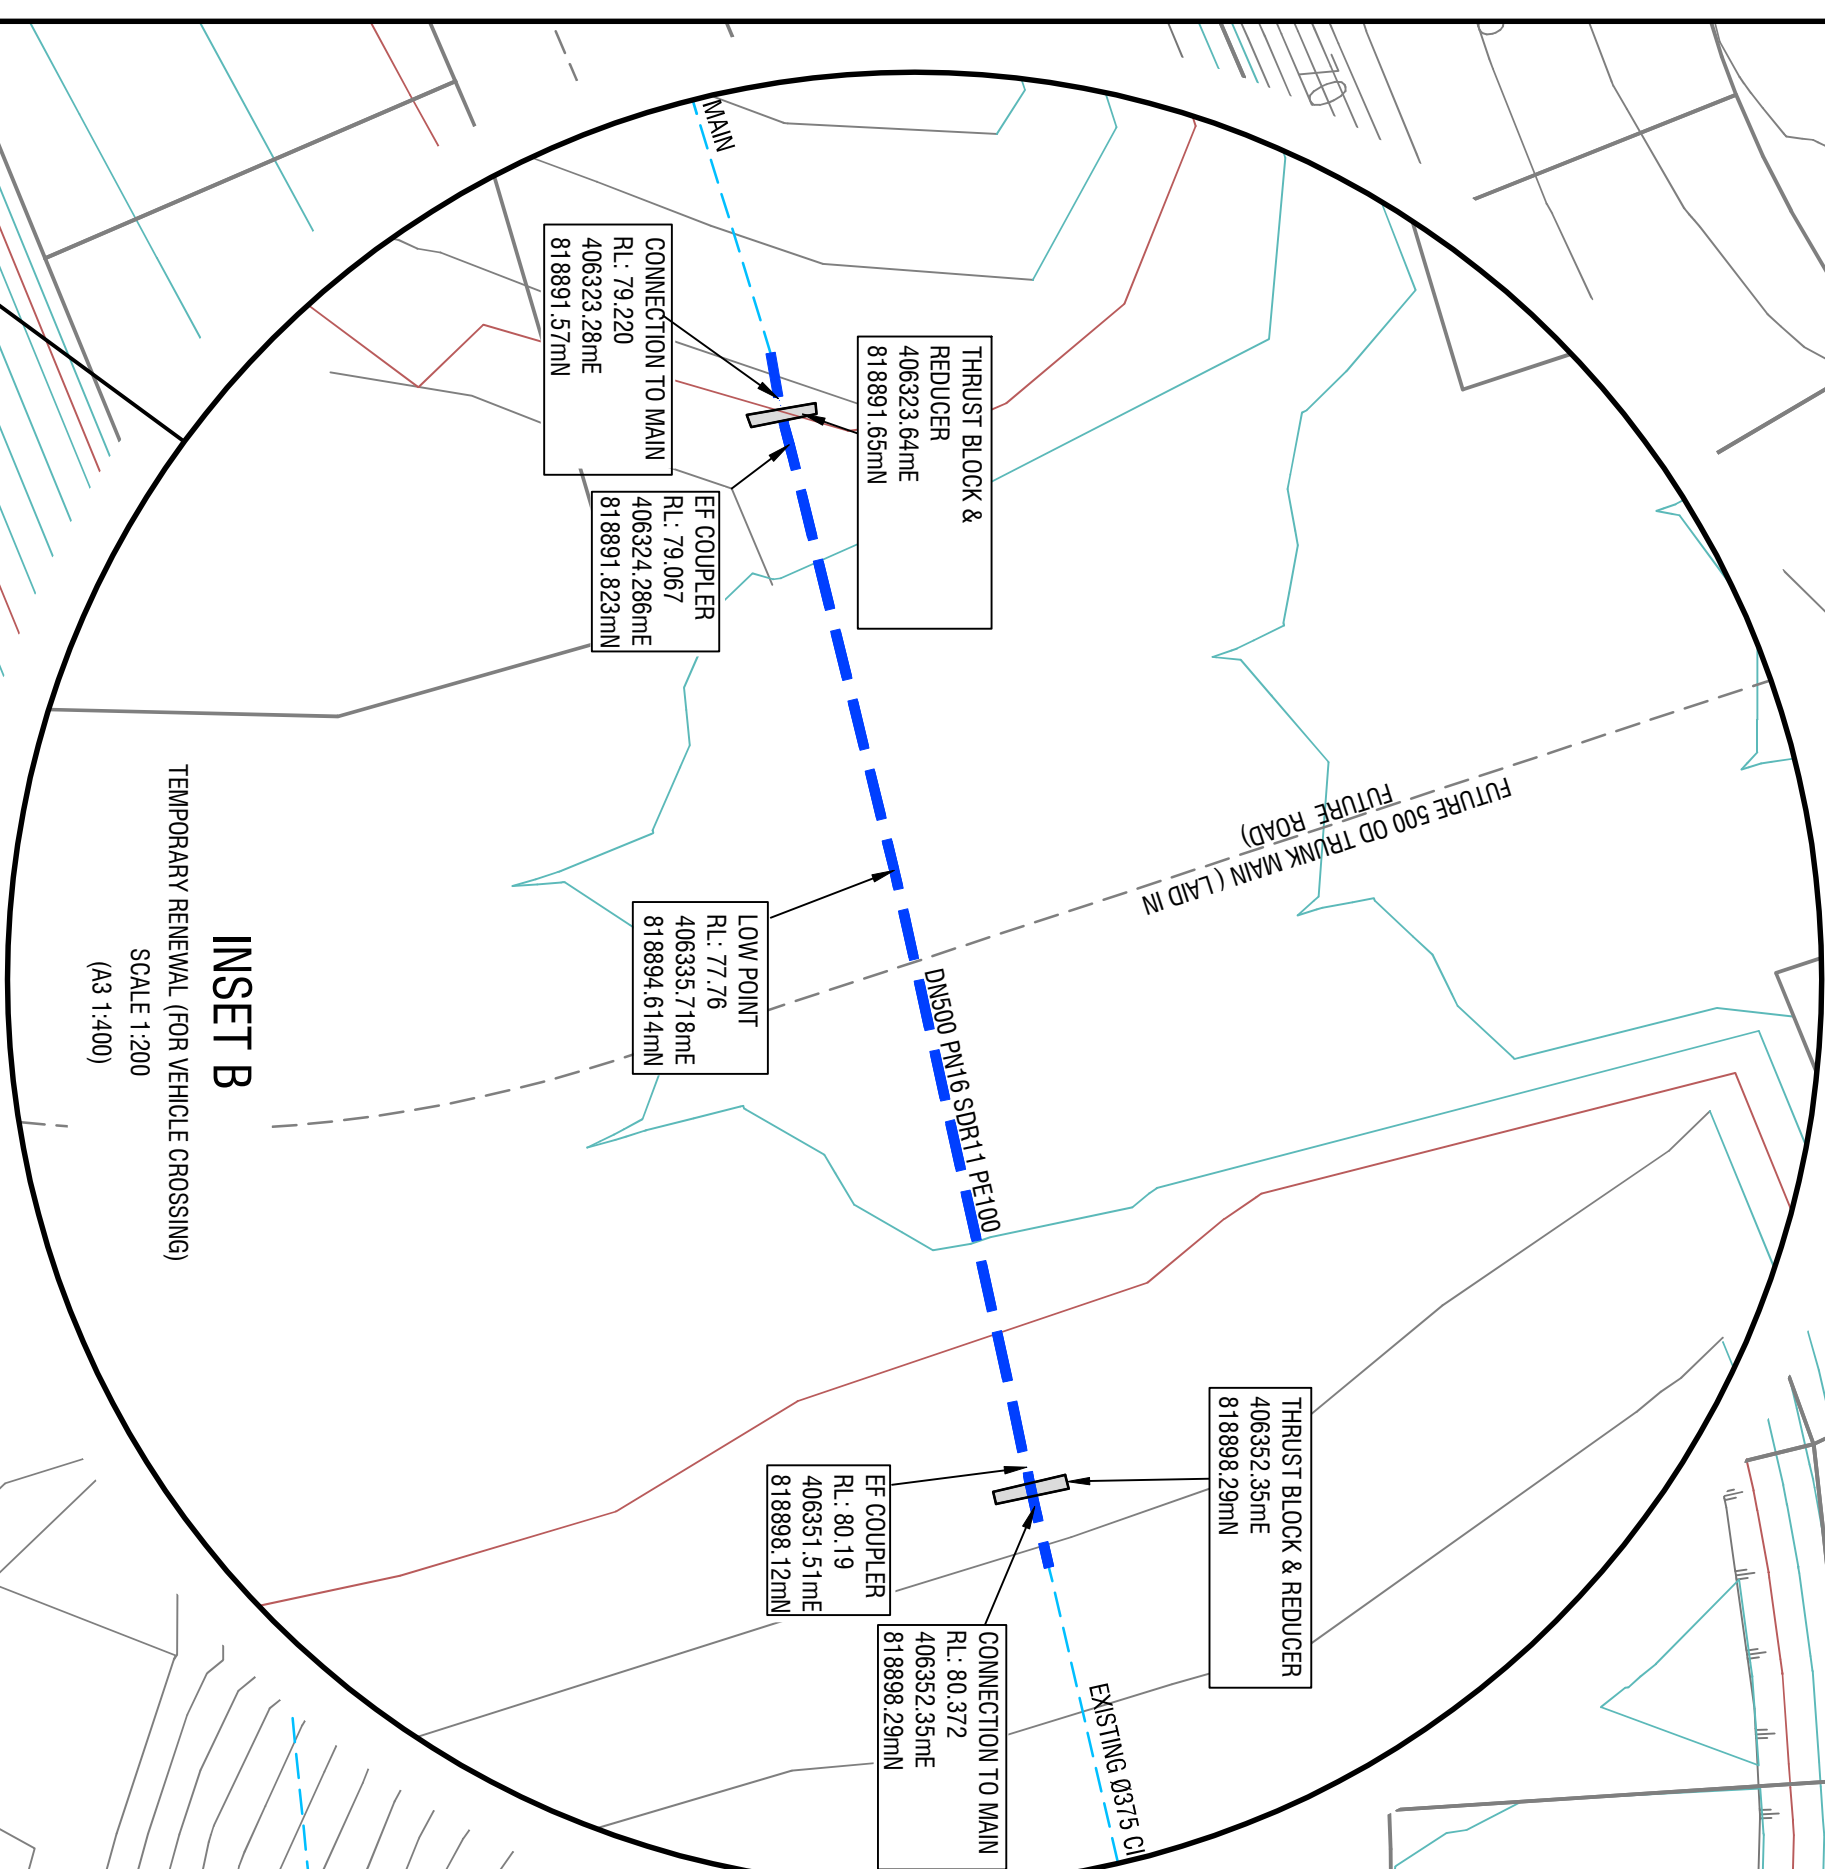 MAIN
CONNECTION TO MAIN
RL: 79.220
406323.28mE
818891.57mN
THRUST BLOCK &
REDUCER
406323.64mE
818891.65mN
EF COUPLER
RL: 79.067
406324.286mE
818891.823mN
FUTURE 500 OD TRUNK MAIN ( LAID IN
FUTURE ROAD)
LOW POINT
RL: 77.76
406335.718mE
818894.614mN
DN500 PN16 SDR11 PE100
THRUST BLOCK & REDUCER
406352.35mE
818898.29mN
EF COUPLER
RL: 80.19
406351.51mE
818898.12mN
CONNECTION TO MAIN
RL: 80.372
406352.35mE
818898.29mN
EXISTING Ø375 CI
INSET B
TEMPORARY RENEWAL (FOR VEHICLE CROSSING)
SCALE 1:200
(A3 1:400)